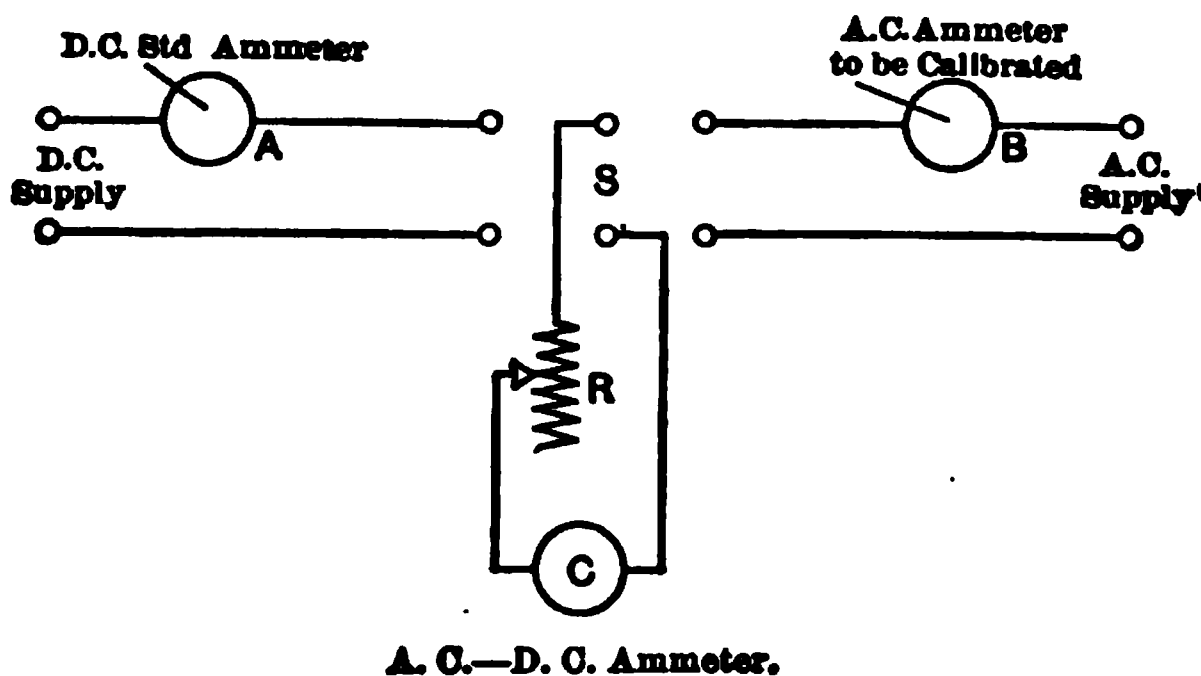 D.C. Std Ammeter
A.C. Ammeter
to be Calibrated
A
B
D.C.
Supply
S
A.C.
Supply
R
C
A. C.—D. C. Ammeter.